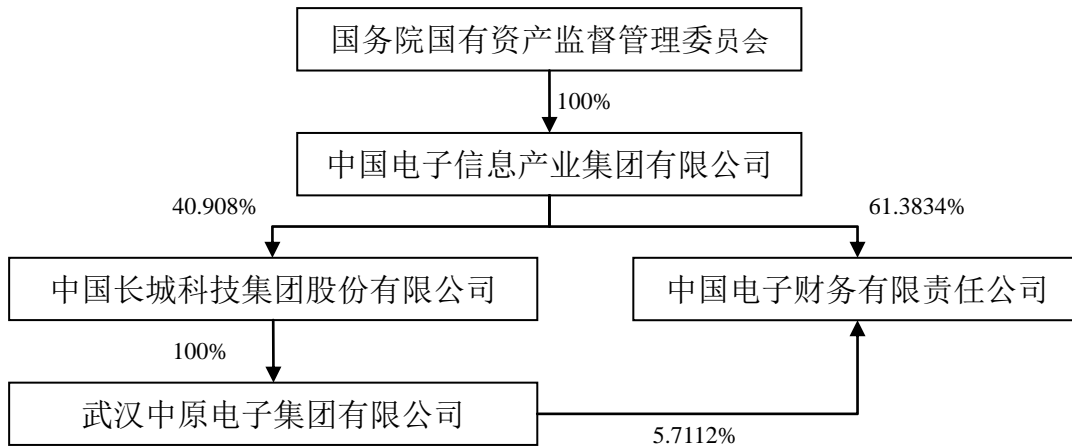 国务院国有资产监督管理委员会
100%
中国电子信息产业集团有限公司
40.908%
61.3834%
中国长城科技集团股份有限公司
中国电子财务有限责任公司
100%
武汉中原电子集团有限公司
5.7112%